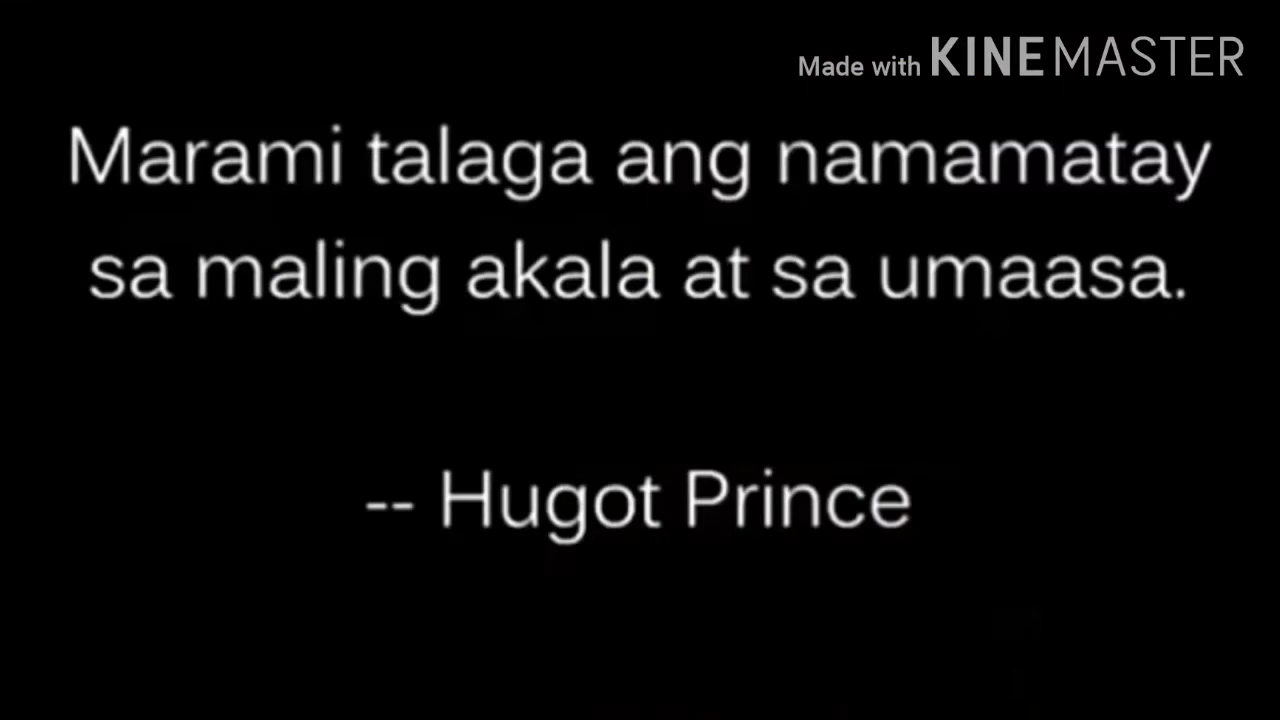 Made with KINEMASTER
Marami talaga ang namamatay
sa maling akala at sa umaasa.
-- Hugot Prince